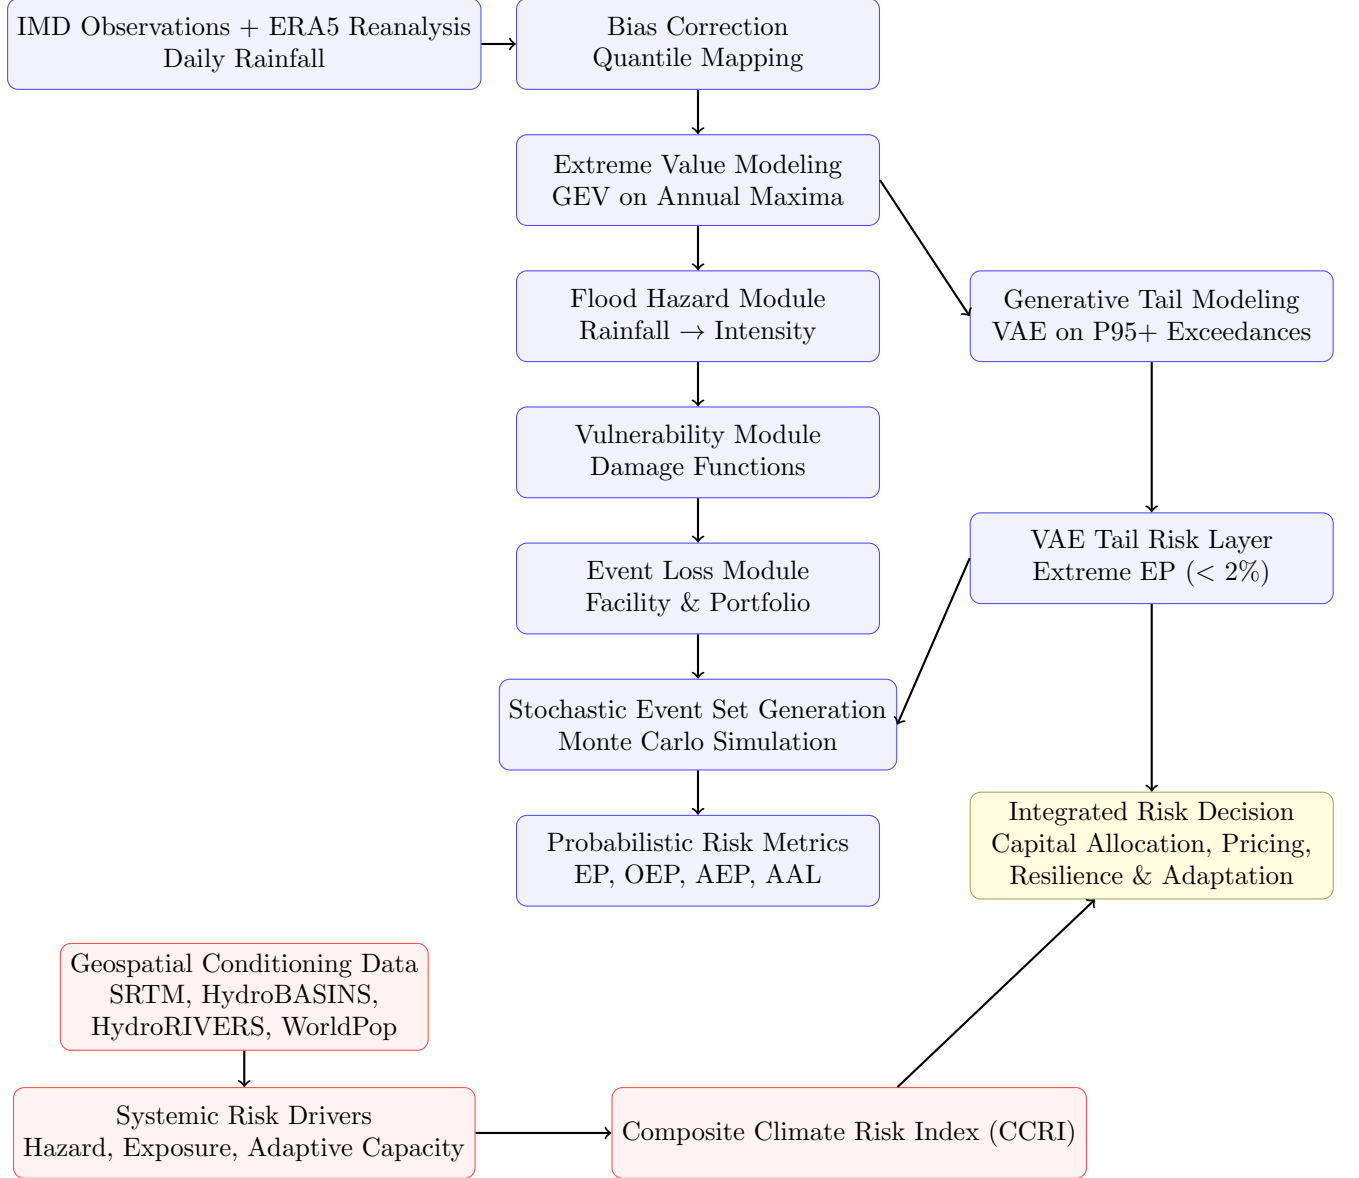 IMD Observations + ERA5 Reanalysis
Daily Rainfall
Bias Correction
Quantile Mapping
Extreme Value Modeling
GEV on Annual Maxima
Flood Hazard Module
Rainfall → Intensity
Generative Tail Modeling
VAE on P95+ Exceedances
Vulnerability Module
Damage Functions
Event Loss Module
Facility & Portfolio
VAE Tail Risk Layer
Extreme EP (< 2%)
Stochastic Event Set Generation
Monte Carlo Simulation
Probabilistic Risk Metrics
EP, OEP, AEP, AAL
Integrated Risk Decision
Capital Allocation, Pricing,
Resilience & Adaptation
Geospatial Conditioning Data
SRTM, HydroBASINS,
HydroRIVERS, WorldPop
Systemic Risk Drivers
Hazard, Exposure, Adaptive Capacity
Composite Climate Risk Index (CCRI)